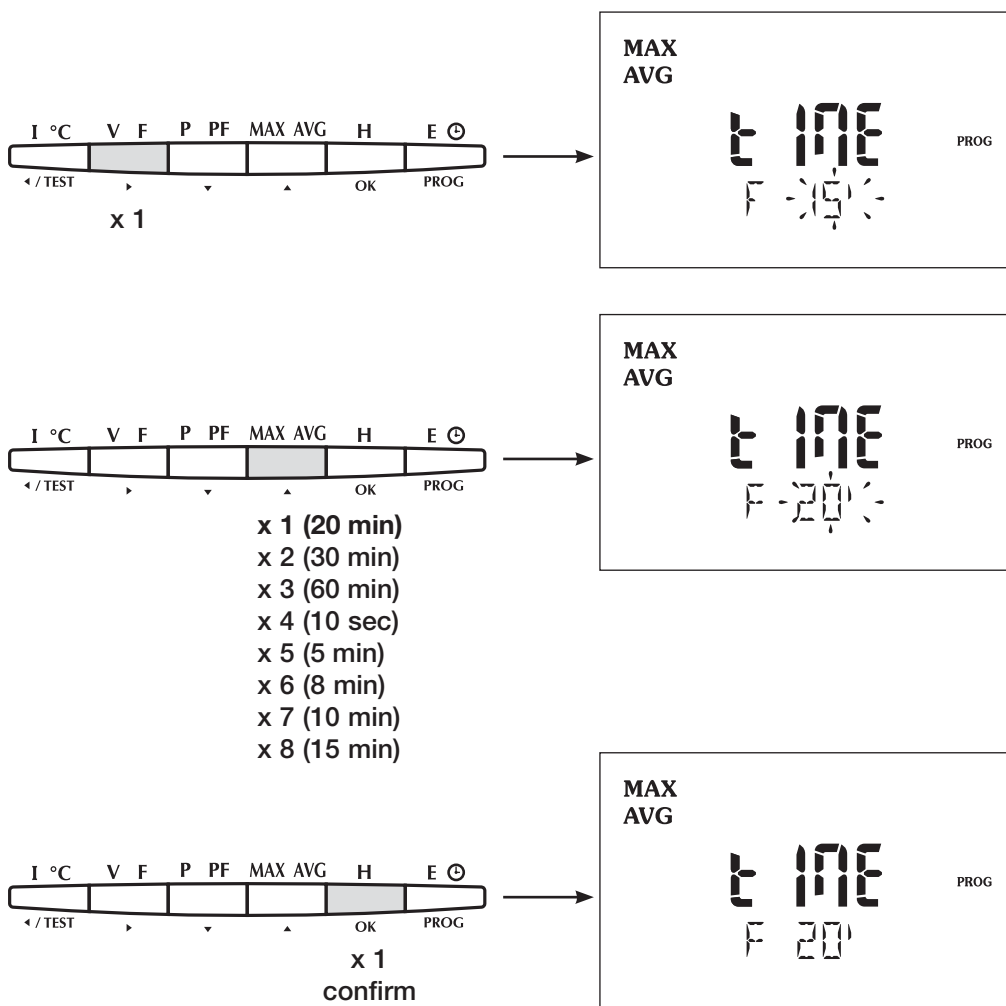 MAX
AVG
t IME
PROG
F 15'
I °C V F P PF MAX AVG H E
/ TEST OK PROG
x 1
MAX
AVG
t IME
PROG
F 20'
I °C V F P PF MAX AVG H E
/ TEST OK PROG
x 1 (20 min)
x 2 (30 min)
x 3 (60 min)
x 4 (10 sec)
x 5 (5 min)
x 6 (8 min)
x 7 (10 min)
x 8 (15 min)
MAX
AVG
t IME
PROG
F 20'
I °C V F P PF MAX AVG H E
/ TEST OK PROG
x 1
confirm